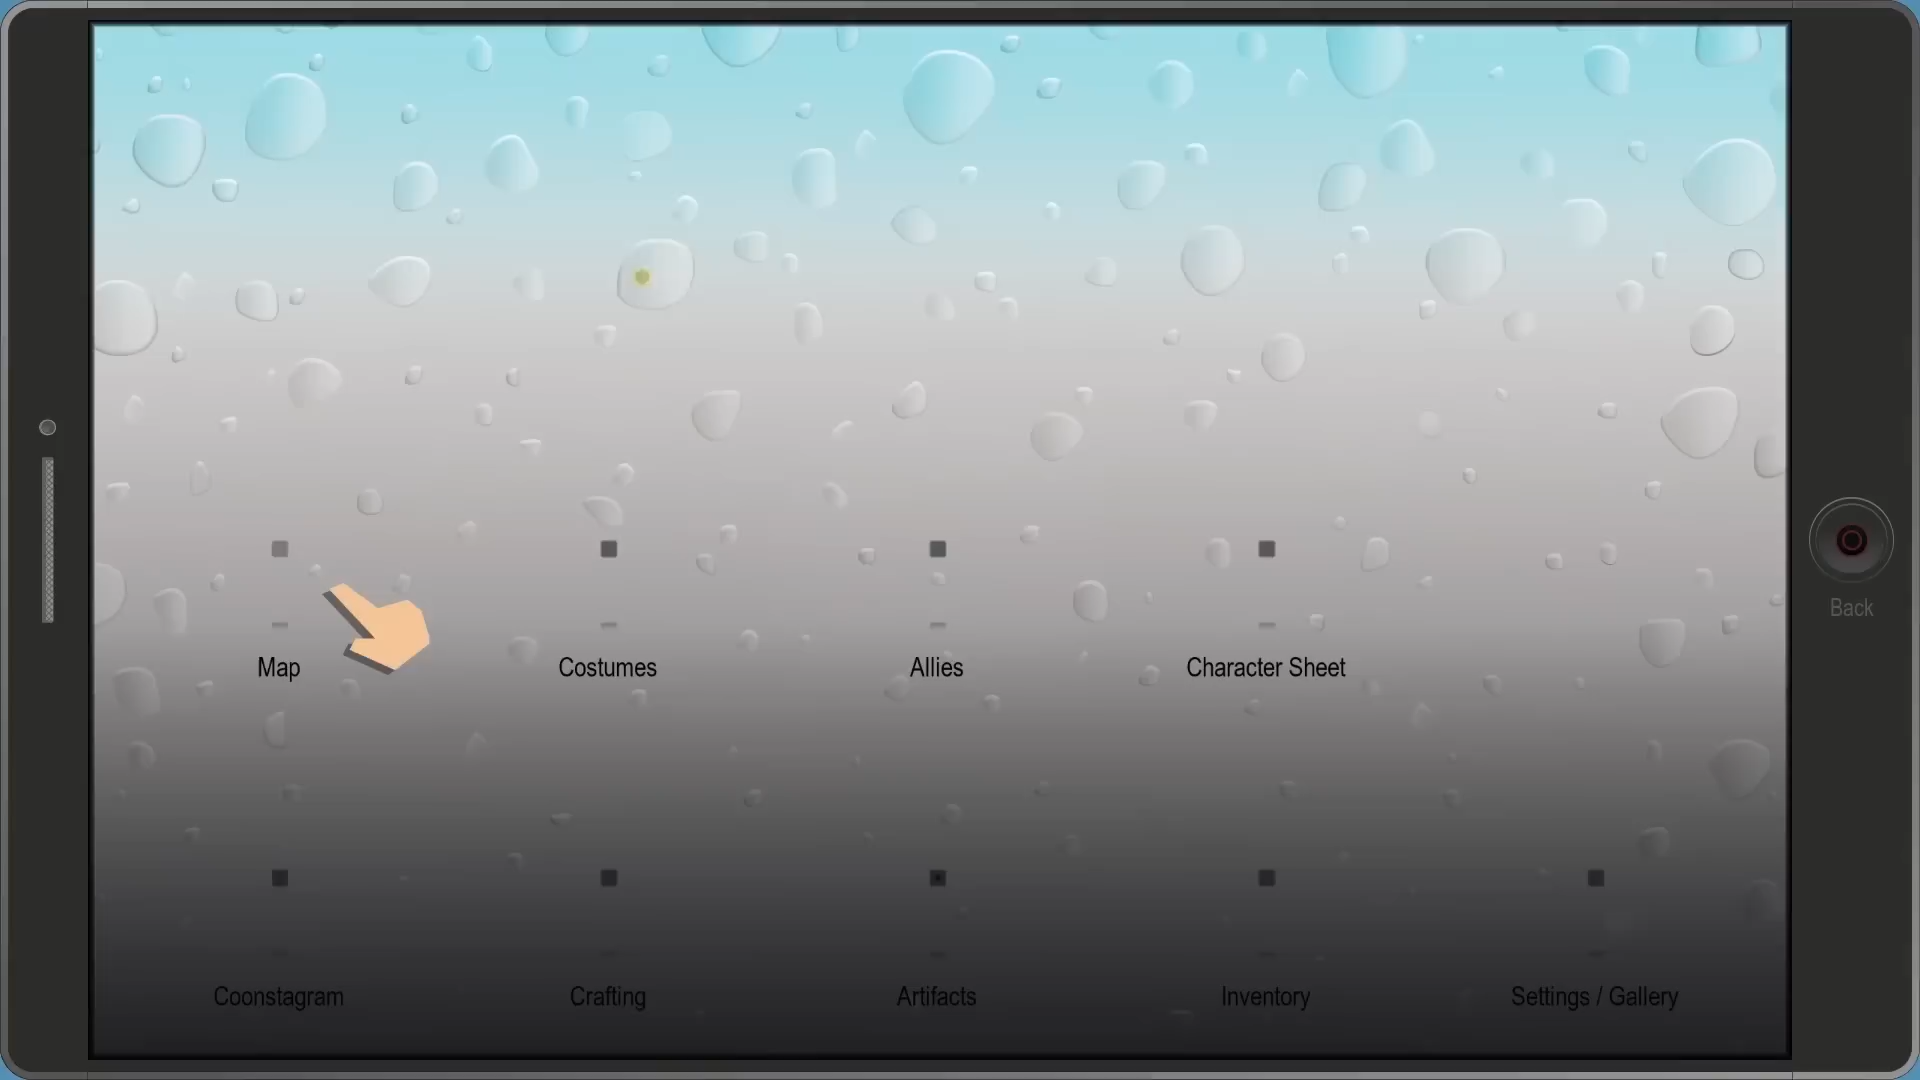 Back
Map
Costumes
Allies
Character Sheet
Coonstagram
Crafting
Artifacts
Inventory
Settings / Gallery